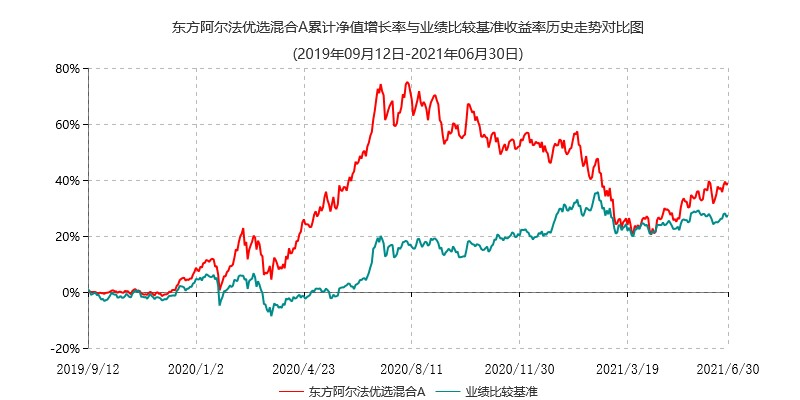 东方阿尔法优选混合A累计净值增长率与业绩比较基准收益率历史走势对比图
(2019年09月12日-2021年06月30日)
80%
60%
40%
20%
0%
-20%
2019/9/12 2020/1/2 2020/4/23 2020/8/11 2020/11/30 2021/3/19 2021/6/30
东方阿尔法优选混合A 业绩比较基准